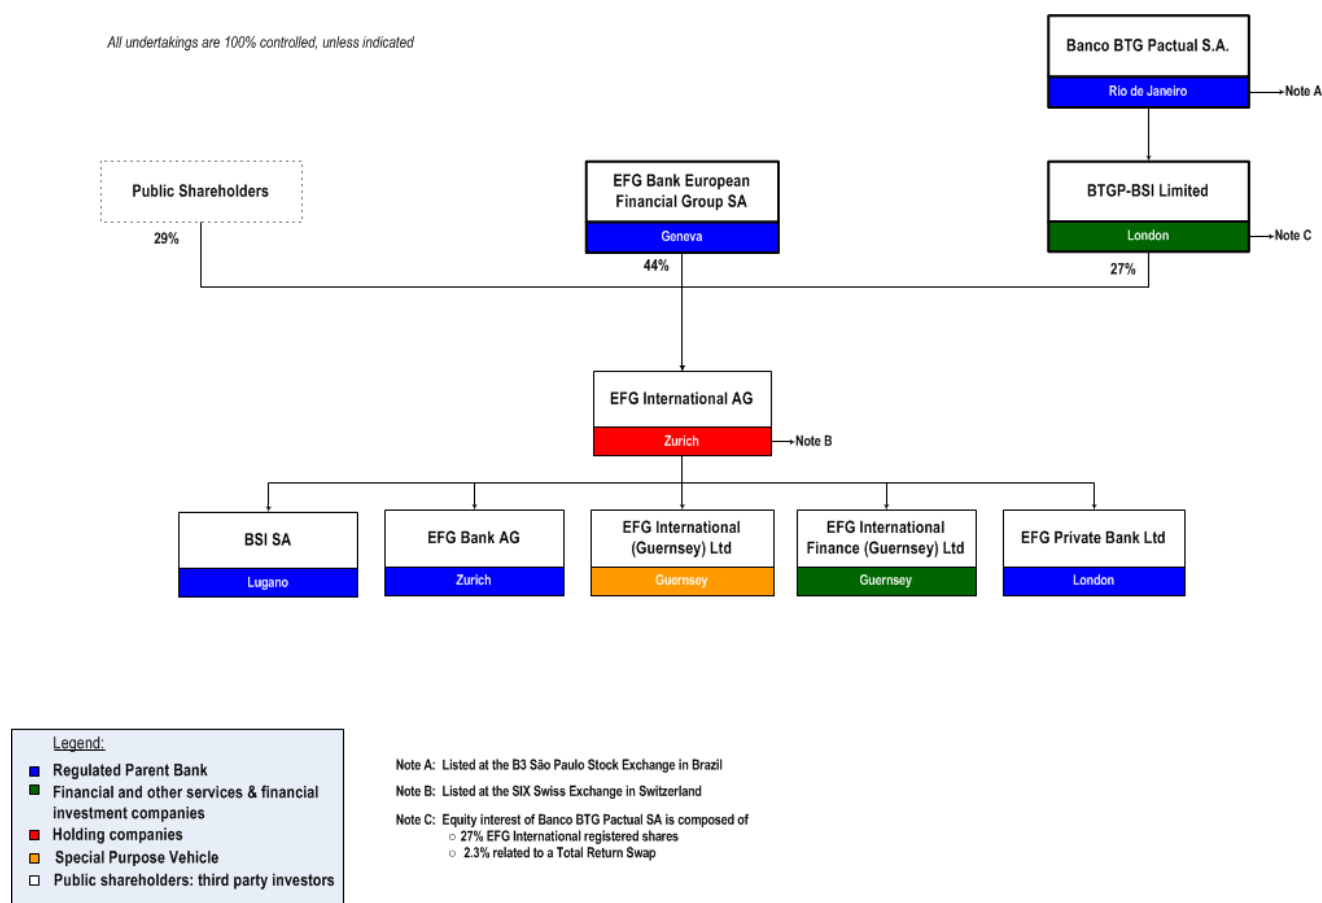 All undertakings are 100% controlled, unless indicated
Banco BTG Pactual S.A.
Rio de Janeiro
Note A
Public Shareholders
29%
EFG Bank European
Financial Group SA
Geneva
44%
BTGP-BSI Limited
London
Note C
27%
EFG International AG
Zurich
Note B
BSI SA
Lugano
EFG Bank AG
Zurich
EFG International
(Guernsey) Ltd
Guernsey
EFG International
Finance (Guernsey) Ltd
Guernsey
EFG Private Bank Ltd
London
Legend:
Regulated Parent Bank
Financial and other services & financial
investment companies
Holding companies
Special Purpose Vehicle
Public shareholders: third party investors
Note A: Listed at the B3 São Paulo Stock Exchange in Brazil
Note B: Listed at the SIX Swiss Exchange in Switzerland
Note C: Equity interest of Banco BTG Pactual SA is composed of
○ 27% EFG International registered shares
○ 2.3% related to a Total Return Swap